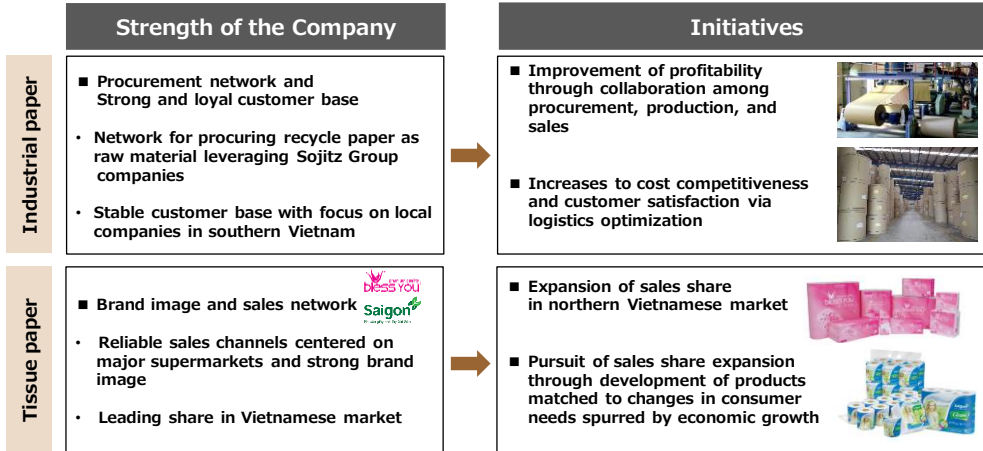 Strength of the Company
Initiatives
Industrial paper
■ Procurement network and
Strong and loyal customer base
• Network for procuring recycle paper as
raw material leveraging Sojitz Group
companies
• Stable customer base with focus on local
companies in southern Vietnam
■ Improvement of profitability
through collaboration among
procurement, production, and
sales
■ Increases to cost competitiveness
and customer satisfaction via
logistics optimization
Tissue paper
■ Brand image and sales network
bless you
Saigon
• Reliable sales channels centered on
major supermarkets and strong brand
image
• Leading share in Vietnamese market
■ Expansion of sales share
in northern Vietnamese market
■ Pursuit of sales share expansion
through development of products
matched to changes in consumer
needs spurred by economic growth